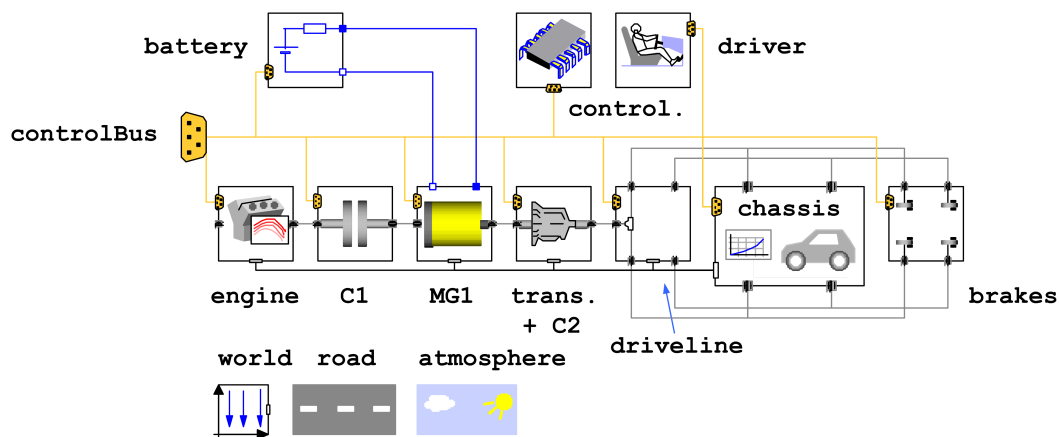 battery
driver
control.
controlBus
chassis
engine
C1
MG1
trans.
+ C2
brakes
driveline
world
road
atmosphere